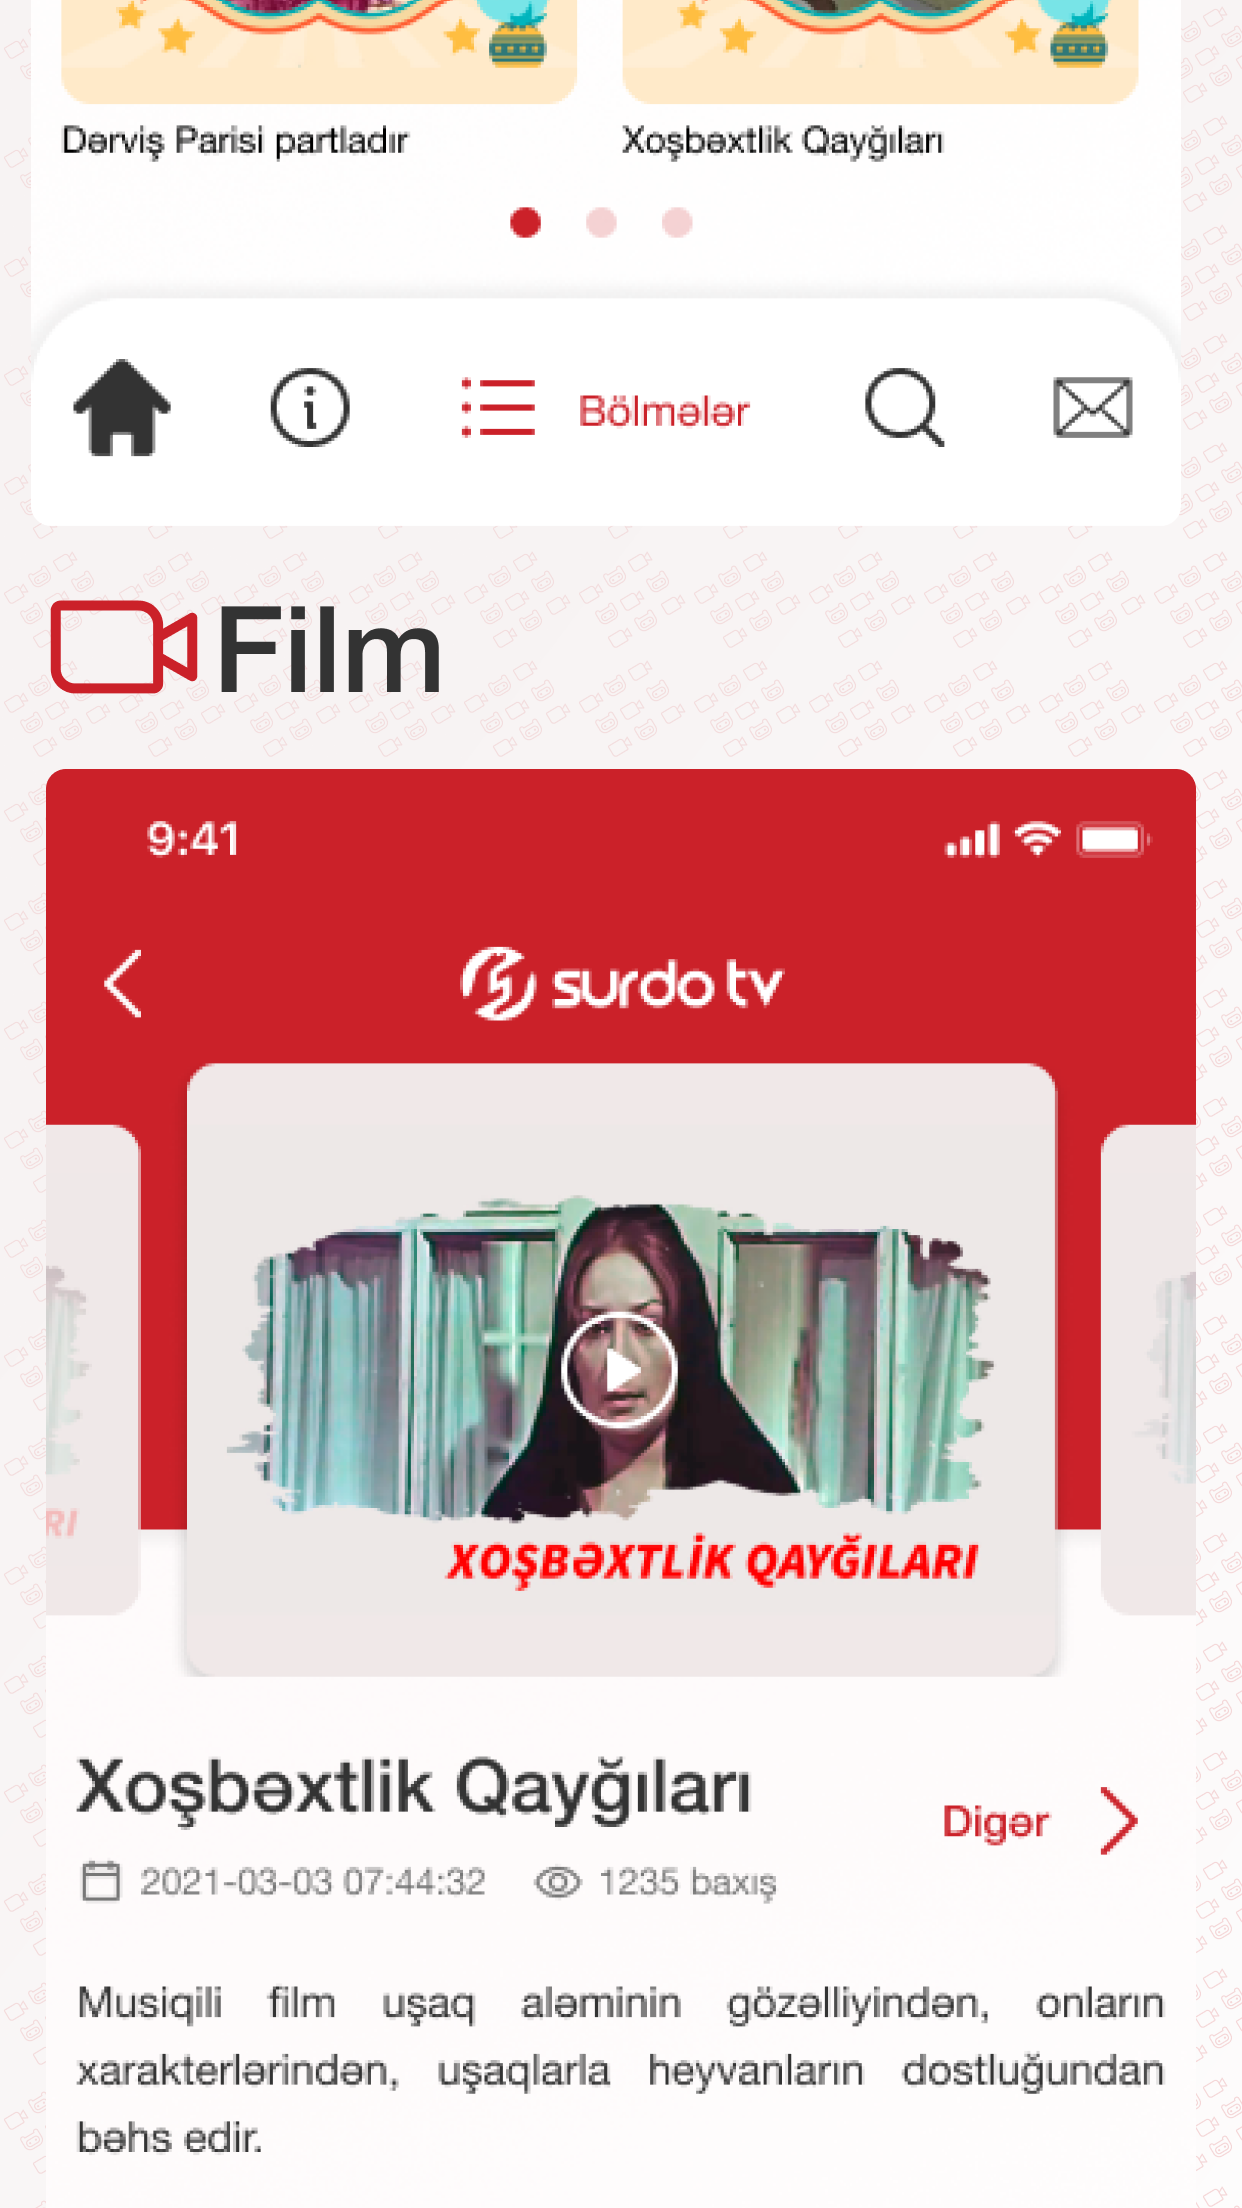 Dərviş Parisi partladır
Xoşbəxtlik Qayğıları
Bölmələr
Film
9:41
surdo tv
XOŞBƏXTLİK QAYĞILARI
RI
Xoşbəxtlik Qayğıları
Digər
2021-03-03 07:44:32
1235 baxış
Musiqili film uşaq aləminin gözəlliyindən, onların
xarakterlərindən, uşaqlarla heyvanların dostluğundan
bəhs edir.